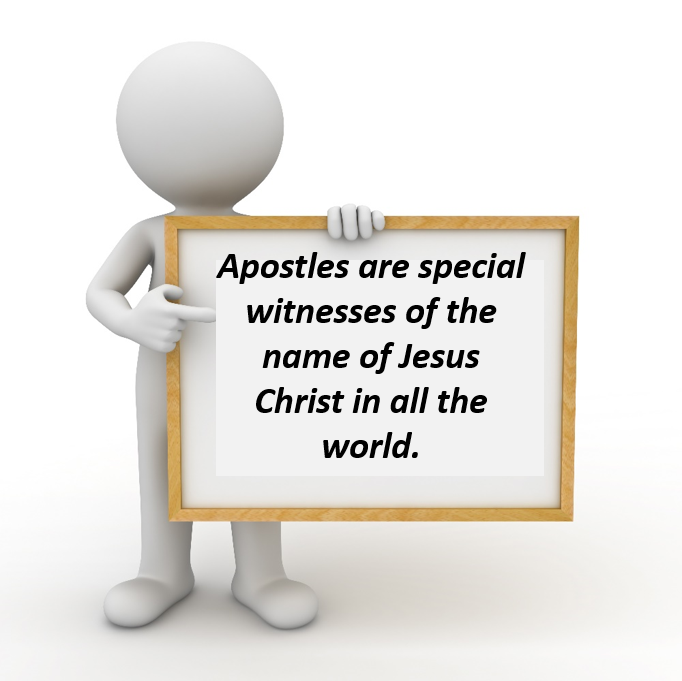 Apostles are special
witnesses of the
name of Jesus
Christ in all the
world.